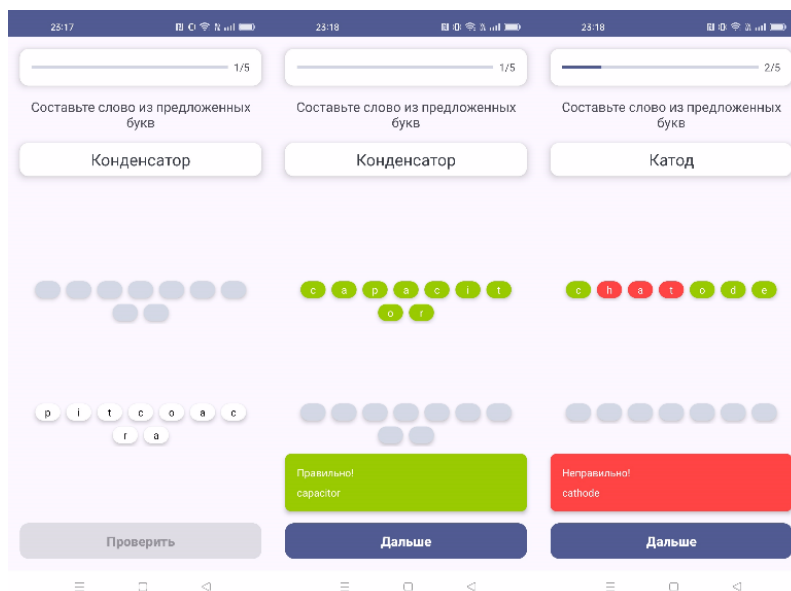 23:17
1/5
Составьте слово из предложенных
букв
Конденсатор
p i t c o a c
r a
Проверить
23:18
1/5
Составьте слово из предложенных
букв
Конденсатор
c a p a c i t
o r
Правильно!
capacitor
Дальше
23:18
2/5
Составьте слово из предложенных
букв
Катод
c h a t o d e
Неправильно!
cathode
Дальше